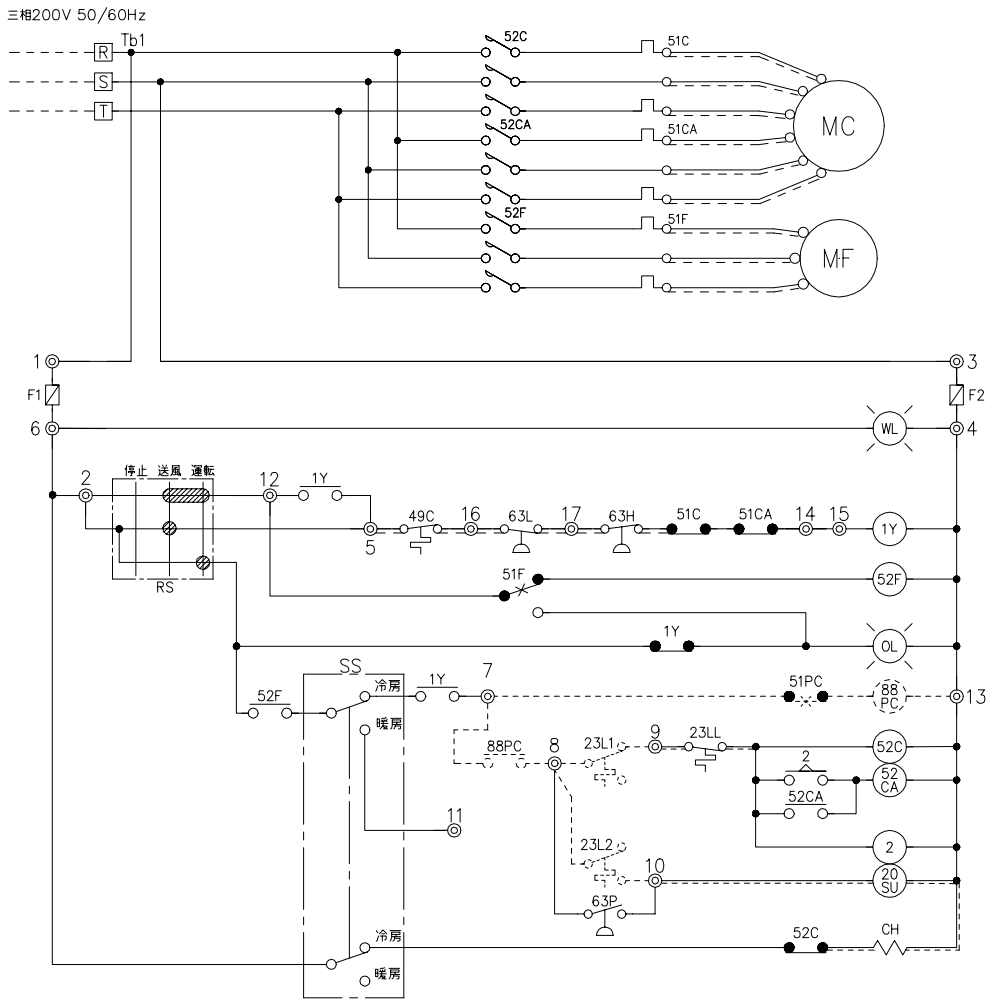 三相200V 50/60Hz
Tb1
R
S
T
52C
51C
52CA
51CA
52F
51F
MC
MF
1
3
F1
F2
6
WL
4
停止 送風 運転
2
12
1Y
RS
5
49C
16
63L
17
63H
51C
51CA
14
15
1Y
51F
52F
1Y
OL
SS
7
52F
冷房
暖房
1Y
51PC
88
PC
13
88PC
8
23L1
9
23LL
52C
2
52
CA
52CA
11
2
23L2
10
20
SU
63P
冷房
暖房
52C
CH